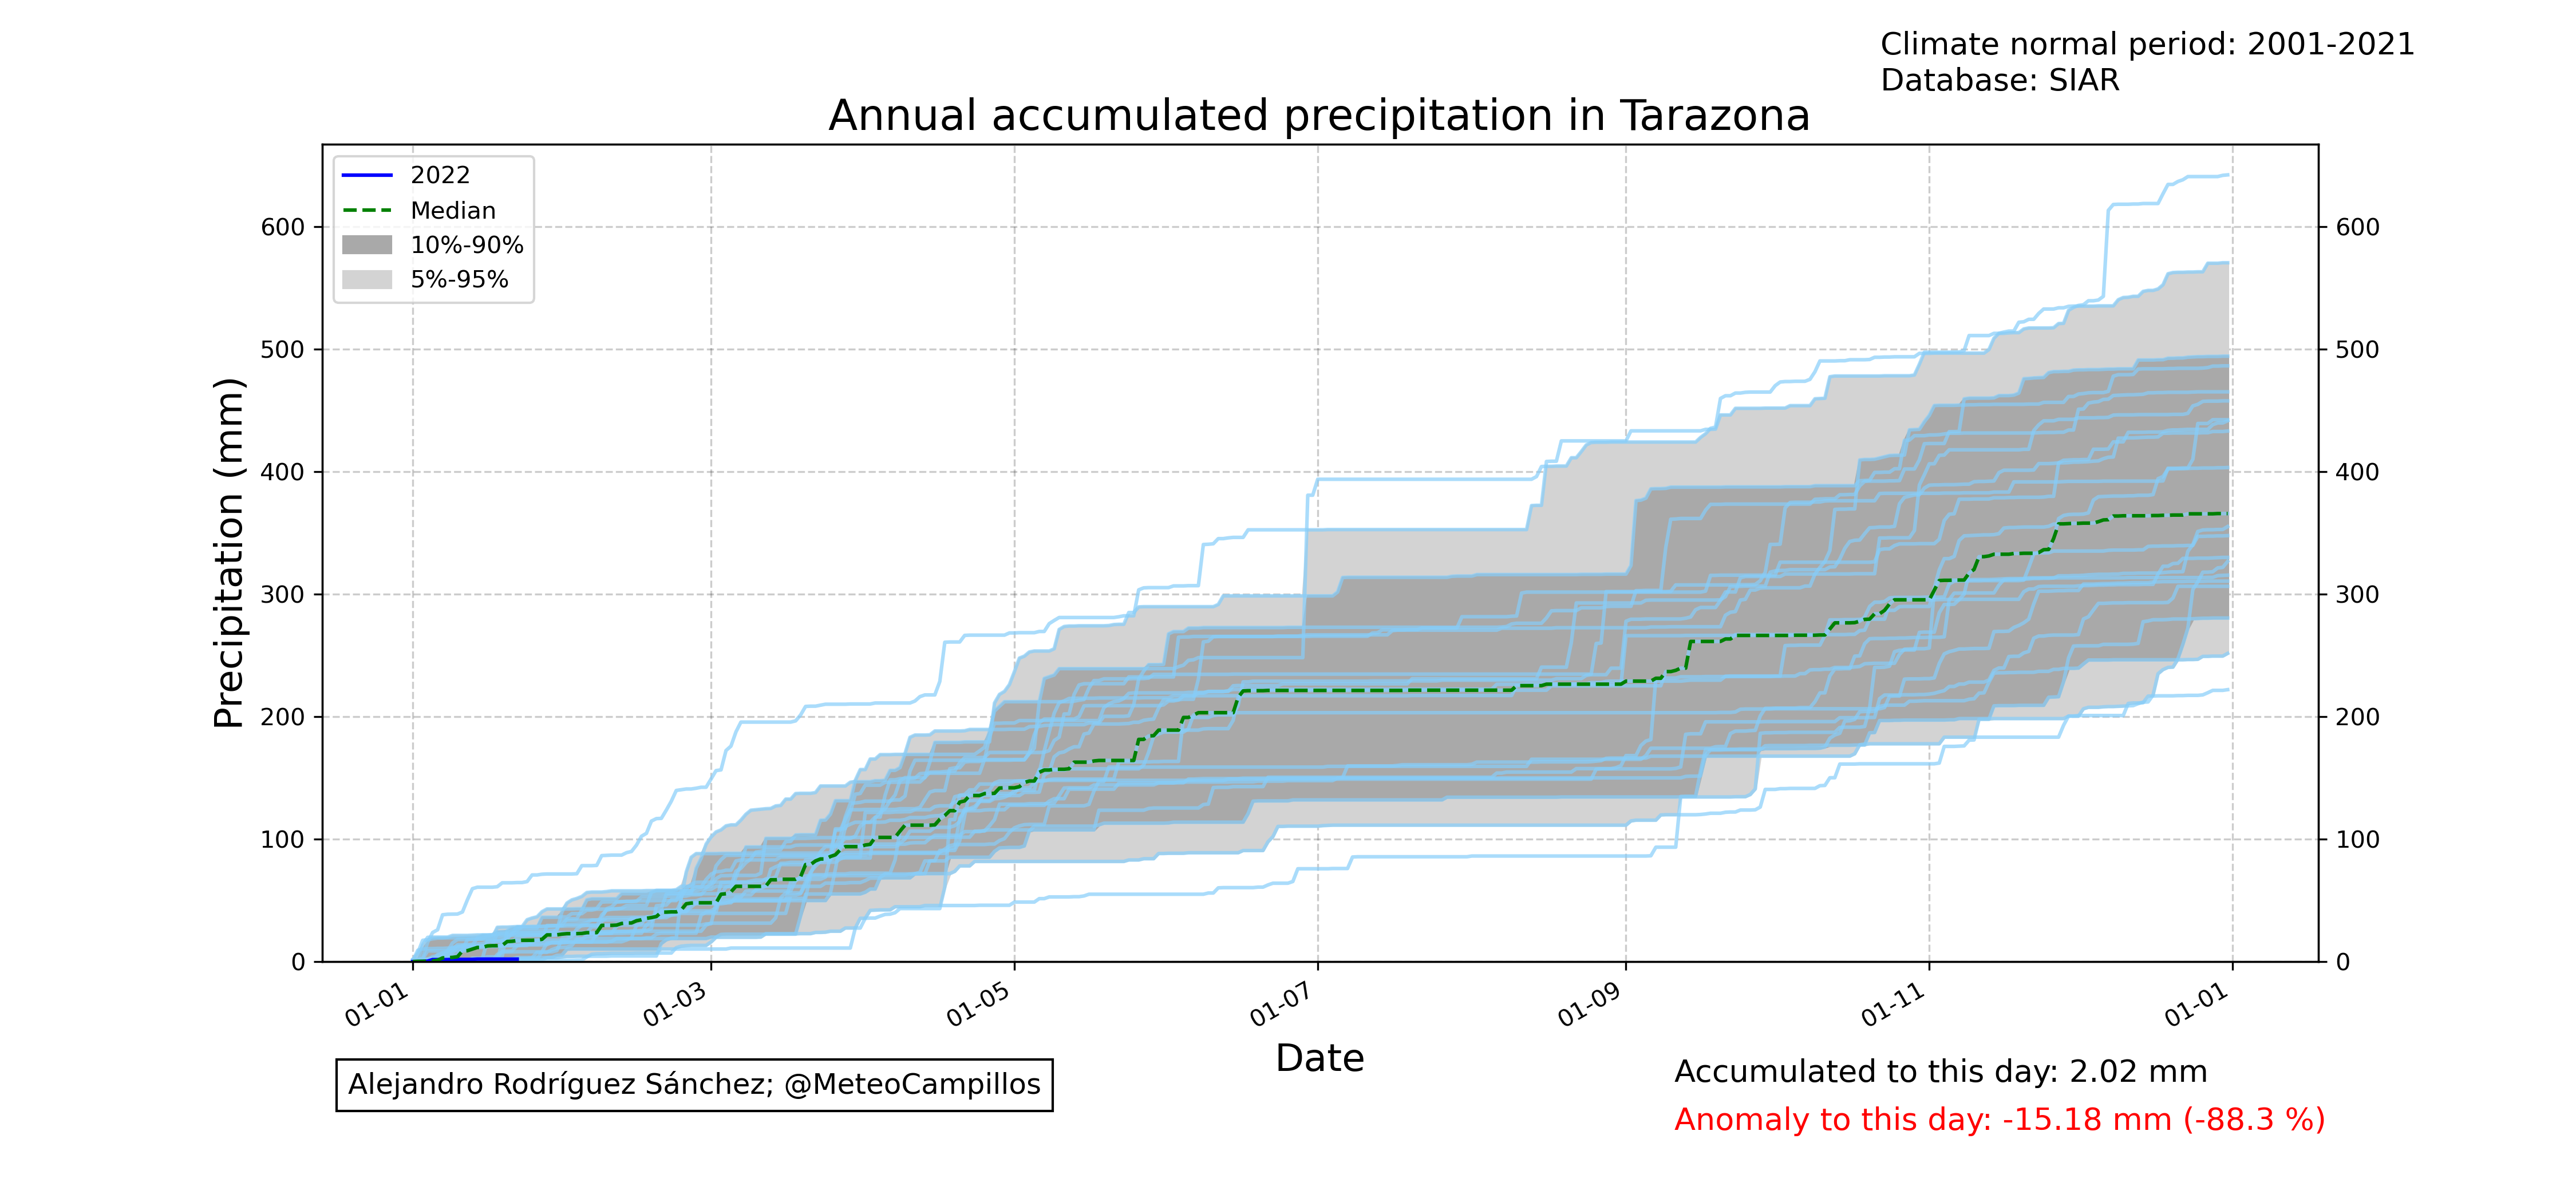 Climate normal period: 2001-2021
Database: SIAR
Annual accumulated precipitation in Tarazona
2022
Median
10%-90%
5%-95%
600
500
400
300
200
100
0
Precipitation (mm)
600
500
400
300
200
100
0
01-01
01-03
01-05
01-07
01-09
01-11
01-01
Date
Alejandro Rodríguez Sánchez; @MeteoCampillos
Accumulated to this day: 2.02 mm
Anomaly to this day: -15.18 mm (-88.3 %)